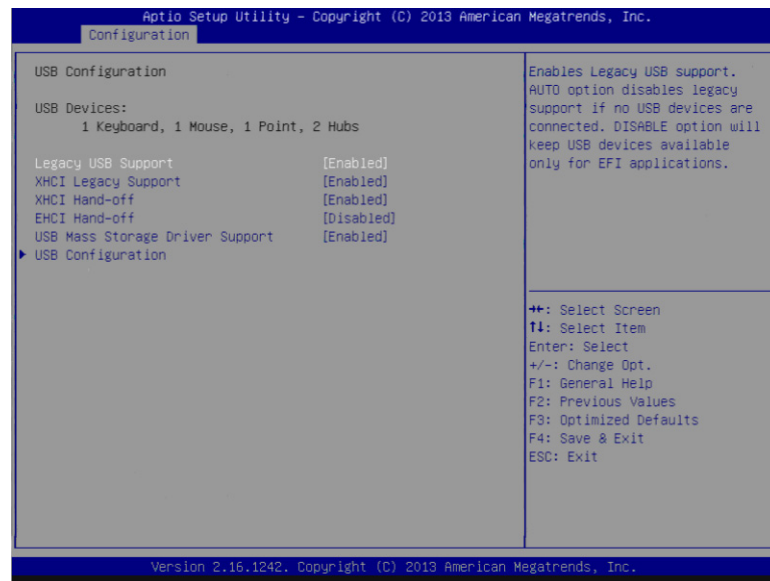 Aptio Setup Utility – Copyright (C) 2013 American Megatrends, Inc.
Configuration
USB Configuration
USB Devices:
1 Keyboard, 1 Mouse, 1 Point, 2 Hubs
Legacy USB Support [Enabled]
XHCI Legacy Support [Enabled]
XHCI Hand-off [Enabled]
EHCI Hand-off [Disabled]
USB Mass Storage Driver Support [Enabled]
▶ USB Configuration
Enables Legacy USB support.
AUTO option disables legacy
support if no USB devices are
connected. DISABLE option will
keep USB devices available
only for EFI applications.
→←: Select Screen
↑↓: Select Item
Enter: Select
+/-: Change Opt.
F1: General Help
F2: Previous Values
F3: Optimized Defaults
F4: Save & Exit
ESC: Exit
Version 2.16.1242. Copyright (C) 2013 American Megatrends, Inc.